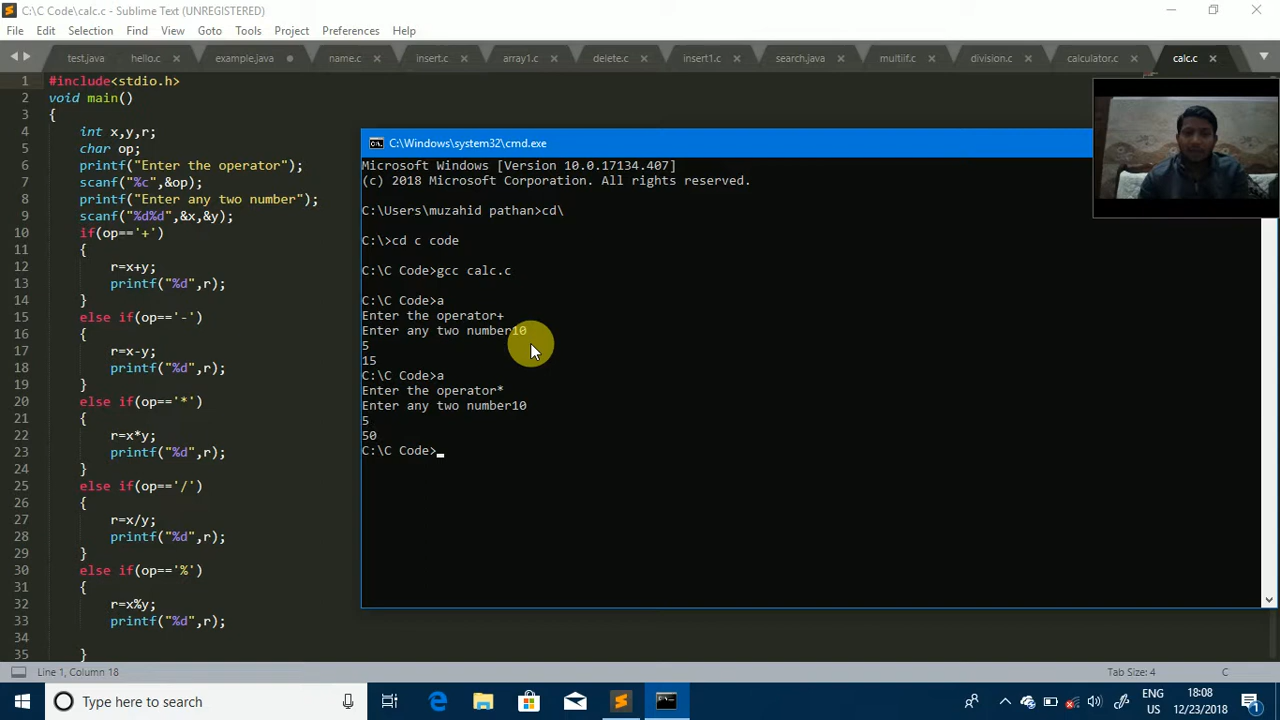 C:\C Code\calc.c - Sublime Text (UNREGISTERED)
File Edit Selection Find View Goto Tools Project Preferences Help
test.java hello.c example.java name.c insert.c array1.c delete.c insert1.c search.java multiif.c division.c calculator.c calc.c
1 #include<stdio.h>
2 void main()
3 {
4 int x,y,r;
5 char op;
6 printf("Enter the operator");
7 scanf("%c",&op);
8 printf("Enter any two number");
9 scanf("%d%d",&x,&y);
10 if(op=='+')
11 {
12 r=x+y;
13 printf("%d",r);
14 }
15 else if(op=='-')
16 {
17 r=x-y;
18 printf("%d",r);
19 }
20 else if(op=='*')
21 {
22 r=x*y;
23 printf("%d",r);
24 }
25 else if(op=='/')
26 {
27 r=x/y;
28 printf("%d",r);
29 }
30 else if(op=='%')
31 {
32 r=x%y;
33 printf("%d",r);
34
35 }
C:\Windows\system32\cmd.exe
Microsoft Windows [Version 10.0.17134.407]
(c) 2018 Microsoft Corporation. All rights reserved.
C:\Users\muzahid pathan>cd\
C:\>cd c code
C:\C Code>gcc calc.c
C:\C Code>a
Enter the operator+
Enter any two number10
5
15
C:\C Code>a
Enter the operator*
Enter any two number10
5
50
C:\C Code>
Line 1, Column 18 Tab Size: 4 C
Type here to search
ENG
US
18:08
12/23/2018
1